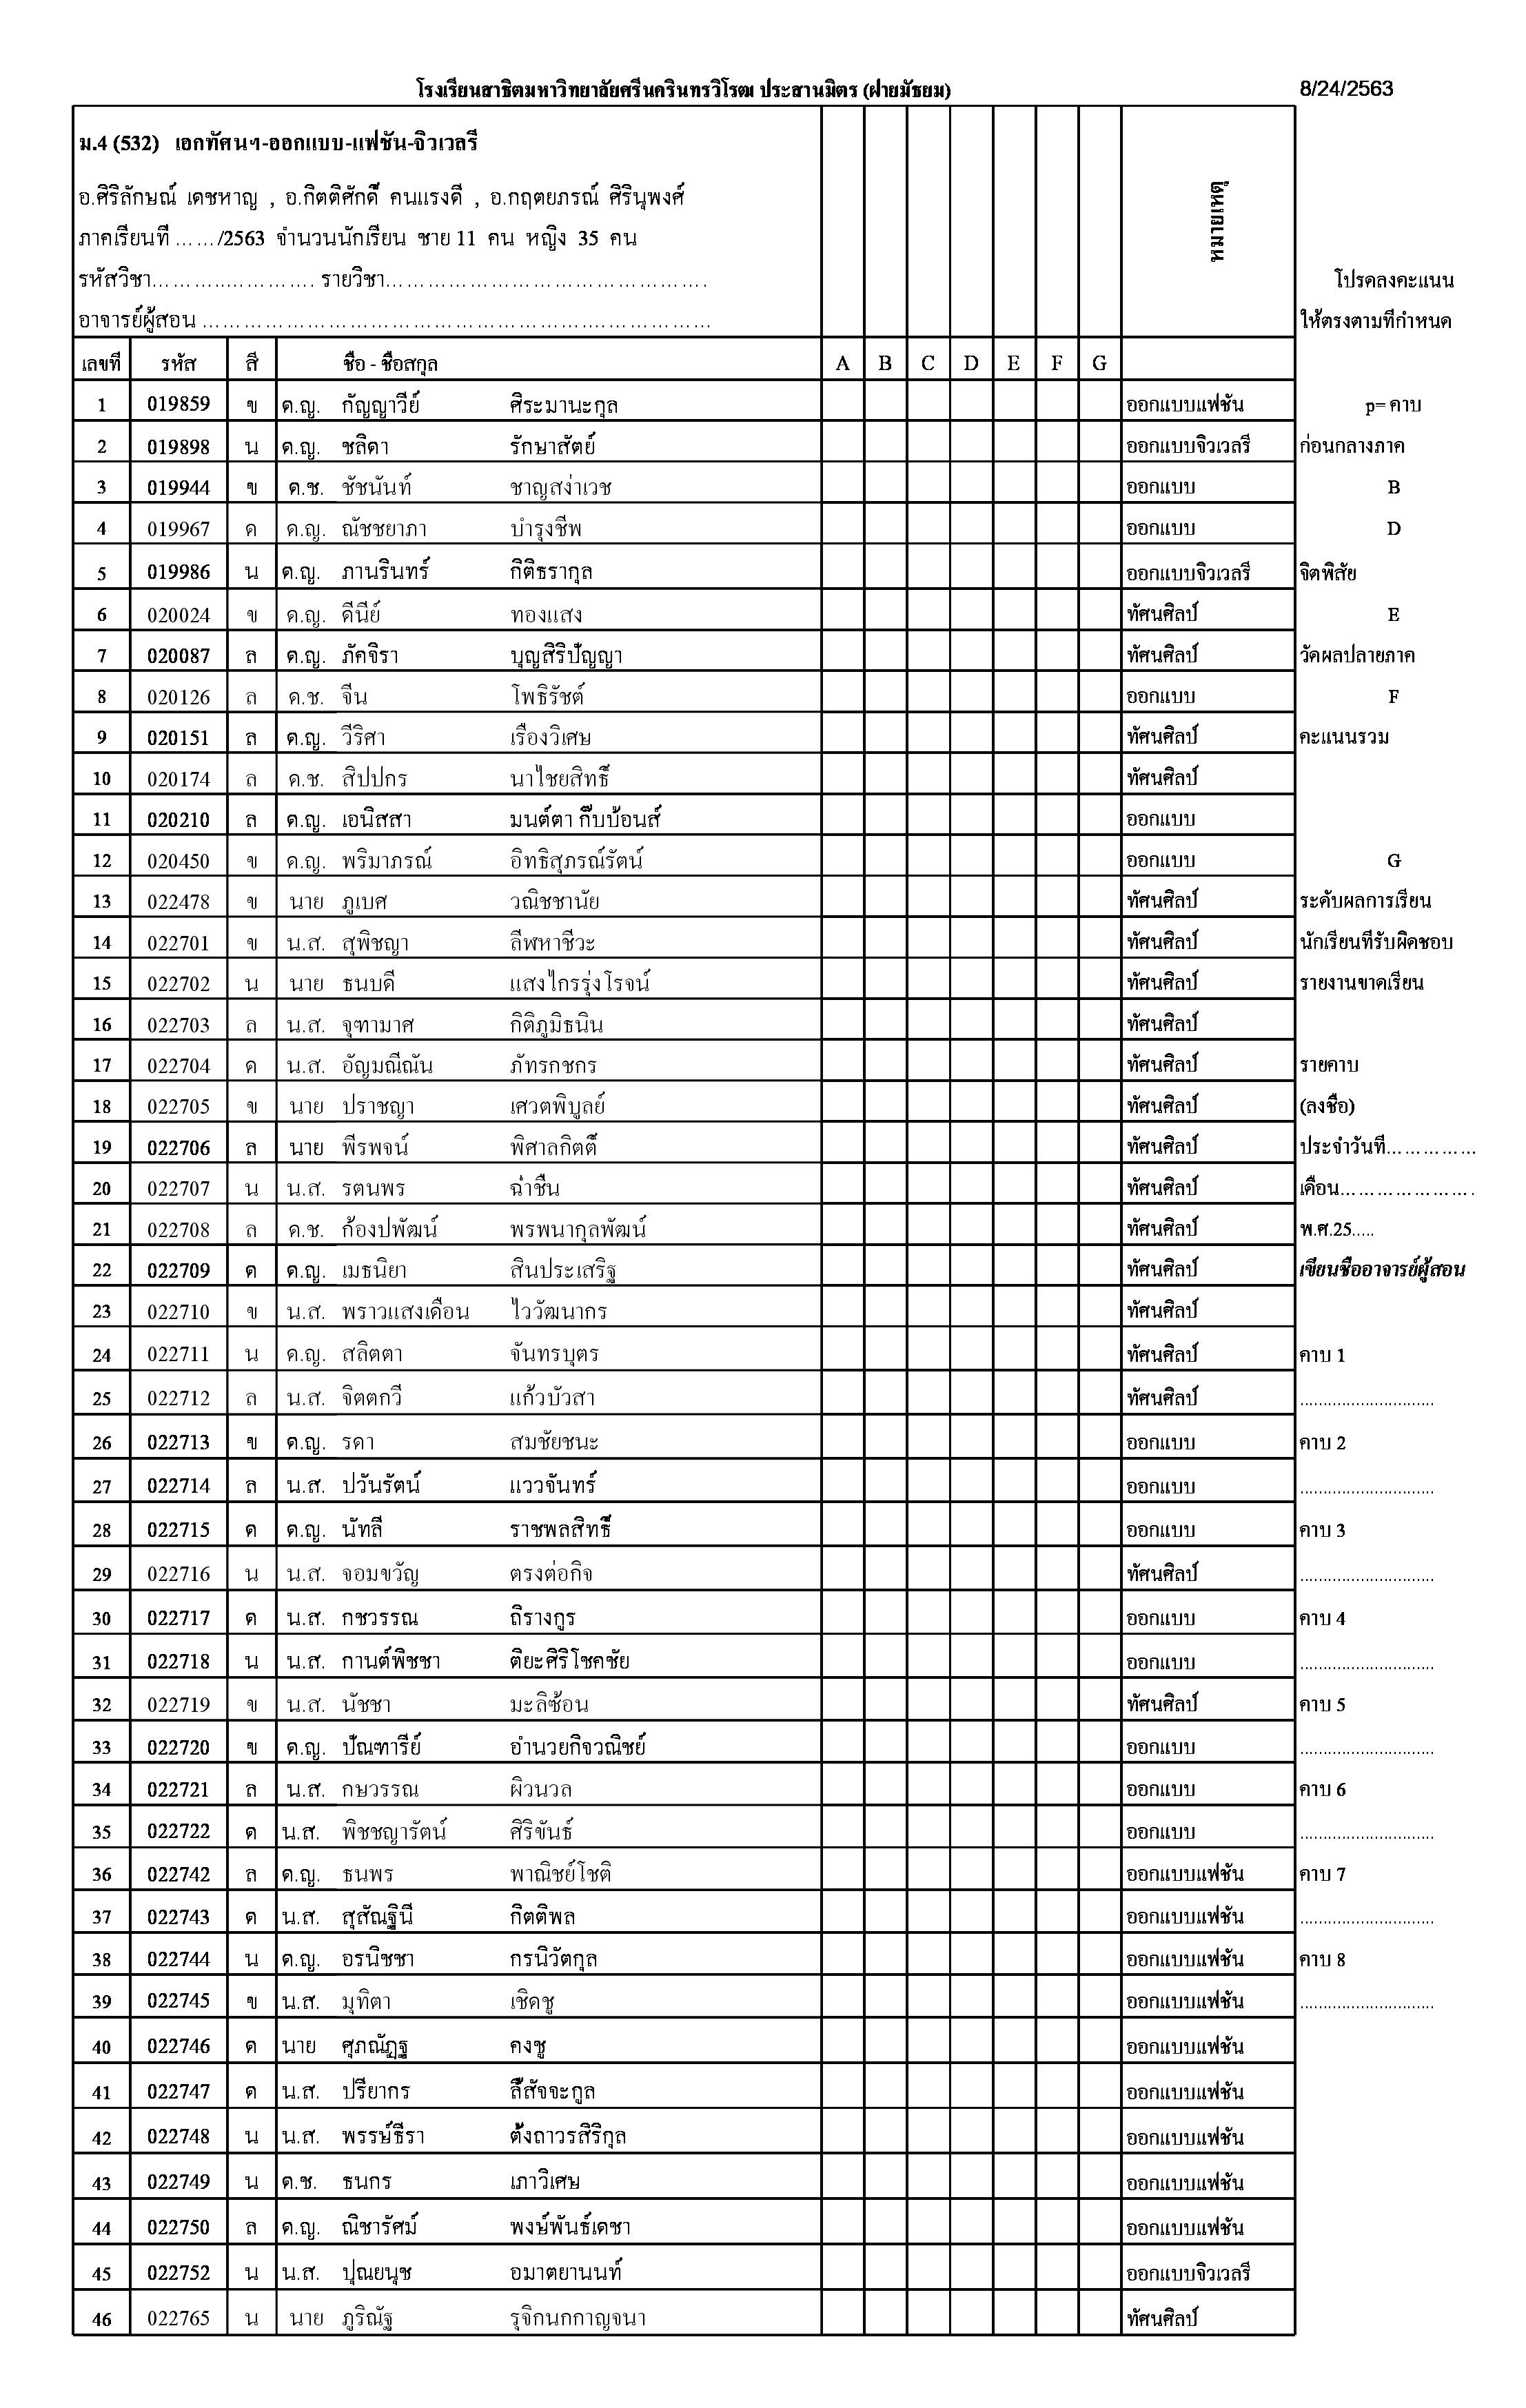 โรงเรียนสาธิตมหาวิทยาลัยศรีนครินทรวิโรฒ ประสานมิตร (ฝ่ายมัธยม) 8/24/2563
ม.4 (532) เอกทัศนฯ-ออกแบบ-แฟชั่น-จิวเวลรี่
อ.ศิริลักษณ์ เดชหาญ , อ.กิตติศักดิ์ คนแรงดี , อ.กฤตยภรณ์ ศิรินุพงศ์
ภาคเรียนที่ ....../2563 จำนวนนักเรียน ชาย 11 คน หญิง 35 คน
หมายเหตุ
รหัสวิชา........................ รายวิชา................................................ โปรดลงคะแนน
อาจารย์ผู้สอน ........................................................................ ให้ตรงตามที่กำหนด
เลขที่ รหัส สี ชื่อ - ชื่อสกุล A B C D E F G
1 019859 ข ด.ญ. กัญญาวีย์ ศิระมานะกุล ออกแบบแฟชั่น p= คาบ
2 019898 น ด.ญ. ชลิดา รักษาสัตย์ ออกแบบจิวเวลรี่ ก่อนกลางภาค
3 019944 ข ด.ช. ชัชนันท์ ชาญสง่าเวช ออกแบบ B
4 019967 ด ด.ญ. ณัชชยาภา บำรุงชีพ ออกแบบ D
5 019986 น ด.ญ. ภานรินทร์ กิติธรากุล ออกแบบจิวเวลรี่ จิตพิสัย
6 020024 ข ด.ญ. ดีนีย์ ทองแสง ทัศนศิลป์ E
7 020087 ล ด.ญ. ภัคจิรา บุญสิริปัญญา ทัศนศิลป์ วัดผลปลายภาค
8 020126 ล ด.ช. จีน โพธิรัชต์ ออกแบบ F
9 020151 ล ด.ญ. วีริศา เรืองวิเศษ ทัศนศิลป์ คะแนนรวม
10 020174 ล ด.ช. สิปปกร นาไชยสิทธิ์ ทัศนศิลป์
11 020210 ล ด.ญ. เอนิสสา มนต์ตา กิ๊บบ้อนส์ ออกแบบ
12 020450 ข ด.ญ. พริมาภรณ์ อิทธิสุภรณ์รัตน์ ออกแบบ G
13 022478 ข นาย ภูเบศ วณิชชานัย ทัศนศิลป์ ระดับผลการเรียน
14 022701 ข น.ส. สุพิชญา ลีฬหาชีวะ ทัศนศิลป์ นักเรียนที่รับผิดชอบ
15 022702 น นาย ธนบดี แสงไกรรุ่งโรจน์ ทัศนศิลป์ รายงานขาดเรียน
16 022703 ล น.ส. จุฑามาศ กิติภูมิธนิน ทัศนศิลป์
17 022704 ด น.ส. อัญมณีณัน ภัทรกชกร ทัศนศิลป์ รายคาบ
18 022705 ข นาย ปราชญา เศวตพิบูลย์ ทัศนศิลป์ (ลงชื่อ)
19 022706 ล นาย พีรพจน์ พิศาลกิตติ์ ทัศนศิลป์ ประจำวันที่...............
20 022707 น น.ส. รตนพร ฉ่ำชื่น ทัศนศิลป์ เดือน......................
21 022708 ล ด.ช. ก้องปพัฒน์ พรพนากุลพัฒน์ ทัศนศิลป์ พ.ศ.25.....
22 022709 ด ด.ญ. เมธนิยา สินประเสริฐ ทัศนศิลป์ เขียนชื่ออาจารย์ผู้สอน
23 022710 ข น.ส. พราวแสงเดือน ไววัฒนากร ทัศนศิลป์
24 022711 น ด.ญ. สลิตตา จันทรบุตร ทัศนศิลป์ คาบ 1
25 022712 ล น.ส. จิตตกวี แก้วบัวสา ทัศนศิลป์ .............................
26 022713 ข ด.ญ. รดา สมชัยชนะ ออกแบบ คาบ 2
27 022714 ล น.ส. ปวันรัตน์ แววจันทร์ ออกแบบ .............................
28 022715 ด ด.ญ. นัทลี ราชพลสิทธิ์ ออกแบบ คาบ 3
29 022716 น น.ส. จอมขวัญ ตรงต่อกิจ ทัศนศิลป์ .............................
30 022717 ด น.ส. กชวรรณ ถิรางกูร ออกแบบ คาบ 4
31 022718 น น.ส. กานต์พิชชา ติยะศิริโชคชัย ออกแบบ .............................
32 022719 ข น.ส. นัชชา มะลิซ้อน ทัศนศิลป์ คาบ 5
33 022720 ข ด.ญ. ปัณฑารีย์ อำนวยกิจวณิชย์ ออกแบบ .............................
34 022721 ล น.ส. กษวรรณ ผิวนวล ออกแบบ คาบ 6
35 022722 ด น.ส. พิชชญารัตน์ ศิริขันธ์ ออกแบบ .............................
36 022742 ล ด.ญ. ธนพร พาณิชย์โชติ ออกแบบแฟชั่น คาบ 7
37 022743 ด น.ส. สุสัณฐินี กิตติพล ออกแบบแฟชั่น .............................
38 022744 น ด.ญ. อรนิชชา กรนิวัตกุล ออกแบบแฟชั่น คาบ 8
39 022745 ข น.ส. มุทิตา เชิดชู ออกแบบแฟชั่น .............................
40 022746 ด นาย ศุภณัฏฐ คงชู ออกแบบแฟชั่น
41 022747 ด น.ส. ปรียากร ลี้สัจจะกูล ออกแบบแฟชั่น
42 022748 น น.ส. พรรษ์ธีรา ตั้งถาวรสิริกุล ออกแบบแฟชั่น
43 022749 น ด.ช. ธนกร เภาวิเศษ ออกแบบแฟชั่น
44 022750 ล ด.ญ. ณิชารัศม์ พงษ์พันธ์เดชา ออกแบบแฟชั่น
45 022752 น น.ส. ปุณยนุช อมาตยานนท์ ออกแบบจิวเวลรี่
46 022765 น นาย ภูริณัฐ รุจิกนกกาญจนา ทัศนศิลป์